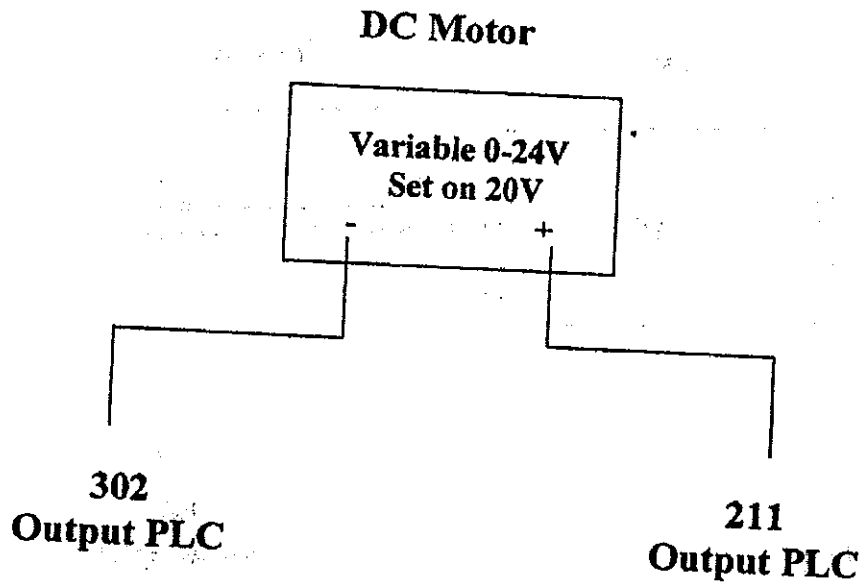 DC Motor
Variable 0-24V
Set on 20V
- +
302
Output PLC
211
Output PLC